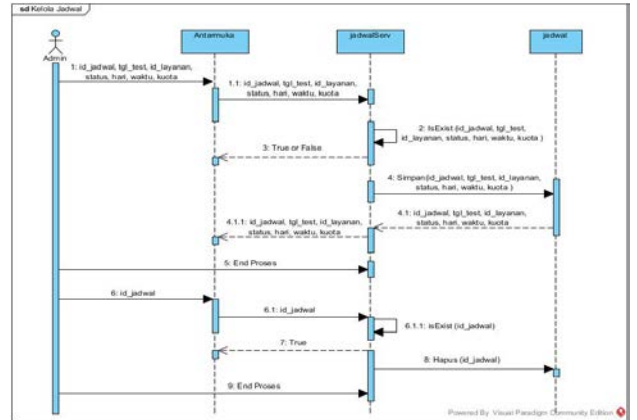 sd Kelola Jadwal
Antarmuka
jadwalServ
jadwal
Admin
1: id_jadwal, tgl_test, id_layanan,
status, hari, waktu, kuota
1.1: id_jadwal, tgl_test, id_layanan,
status, hari, waktu, kuota
2: IsExist (id_jadwal, tgl_test,
id_layanan, status, hari, waktu, kuota )
3: True or False
4: Simpan(id_jadwal, tgl_test, id_layanan,
status, hari, waktu, kuota )
4.1: id_jadwal, tgl_test, id_layanan,
status, hari, waktu, kuota
4.1.1: id_jadwal, tgl_test, id_layanan,
status, hari, waktu, kuota
5: End Proses
6: id_jadwal
6.1: id_jadwal
6.1.1: isExist (id_jadwal)
7: True
8: Hapus (id_jadwal)
9: End Proses
Powered By Visual Paradigm Community Edition